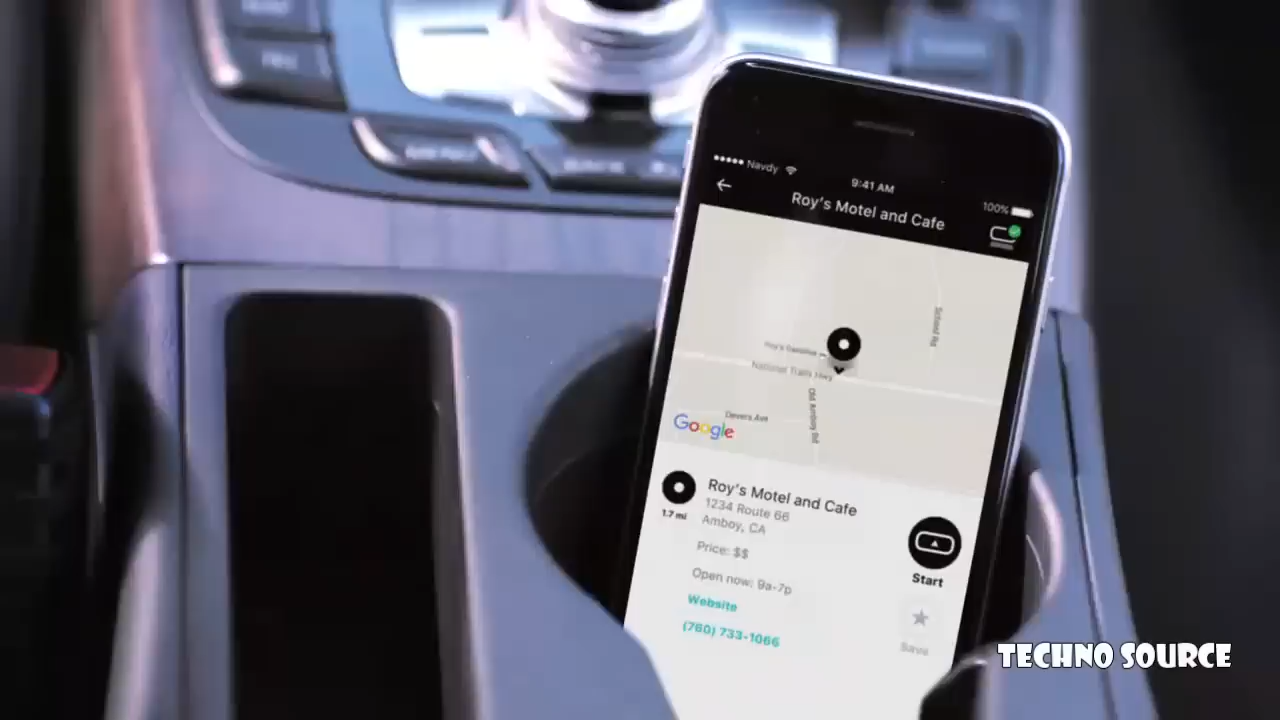 Navdy
9:41 AM
100%
Roy's Motel and Cafe
School Rd
Roy's Gasoline
National Trails Hwy
Old Amboy Rd
Devers Ave
Google
Roy's Motel and Cafe
1234 Route 66
Amboy, CA
1.7 mi
Price: $$
Open now: 9a-7p
Website
(760) 733-1066
Start
Save
TECHNO SOURCE